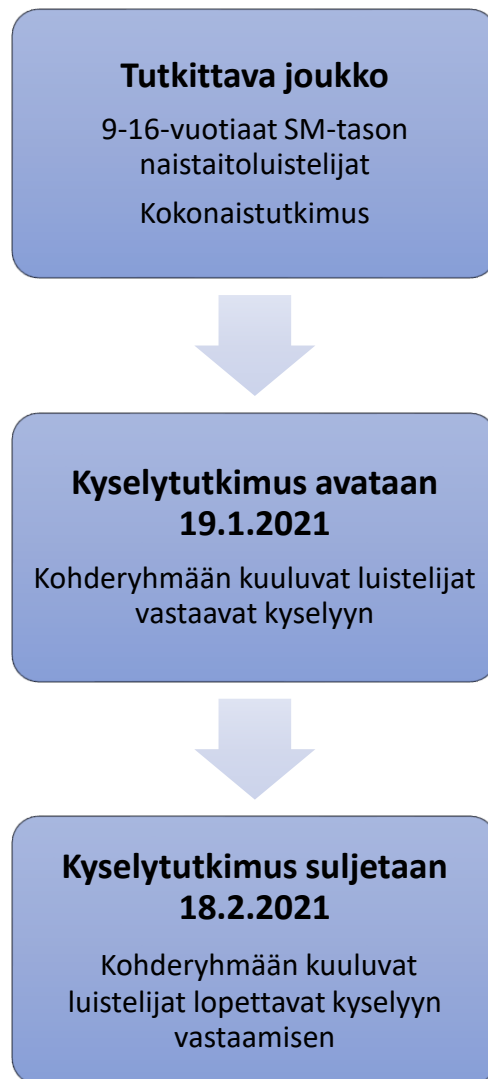 Tutkittava joukko
9-16-vuotiaat SM-tason
naistaitoluistelijat
Kokonaistutkimus
Kyselytutkimus avataan
19.1.2021
Kohderyhmään kuuluvat luistelijat
vastaavat kyselyyn
Kyselytutkimus suljetaan
18.2.2021
Kohderyhmään kuuluvat
luistelijat lopettavat kyselyyn
vastaamisen